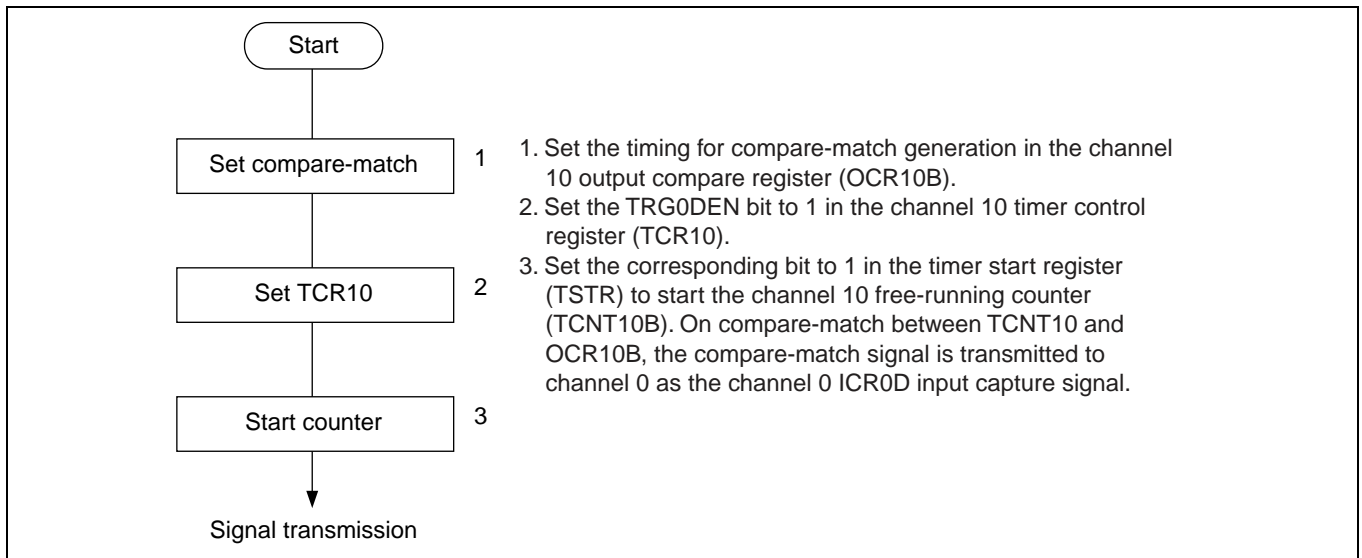 Start
Set compare-match
1
Set TCR10
2
Start counter
3
Signal transmission
1. Set the timing for compare-match generation in the channel
10 output compare register (OCR10B).
2. Set the TRG0DEN bit to 1 in the channel 10 timer control
register (TCR10).
3. Set the corresponding bit to 1 in the timer start register
(TSTR) to start the channel 10 free-running counter
(TCNT10B). On compare-match between TCNT10 and
OCR10B, the compare-match signal is transmitted to
channel 0 as the channel 0 ICR0D input capture signal.